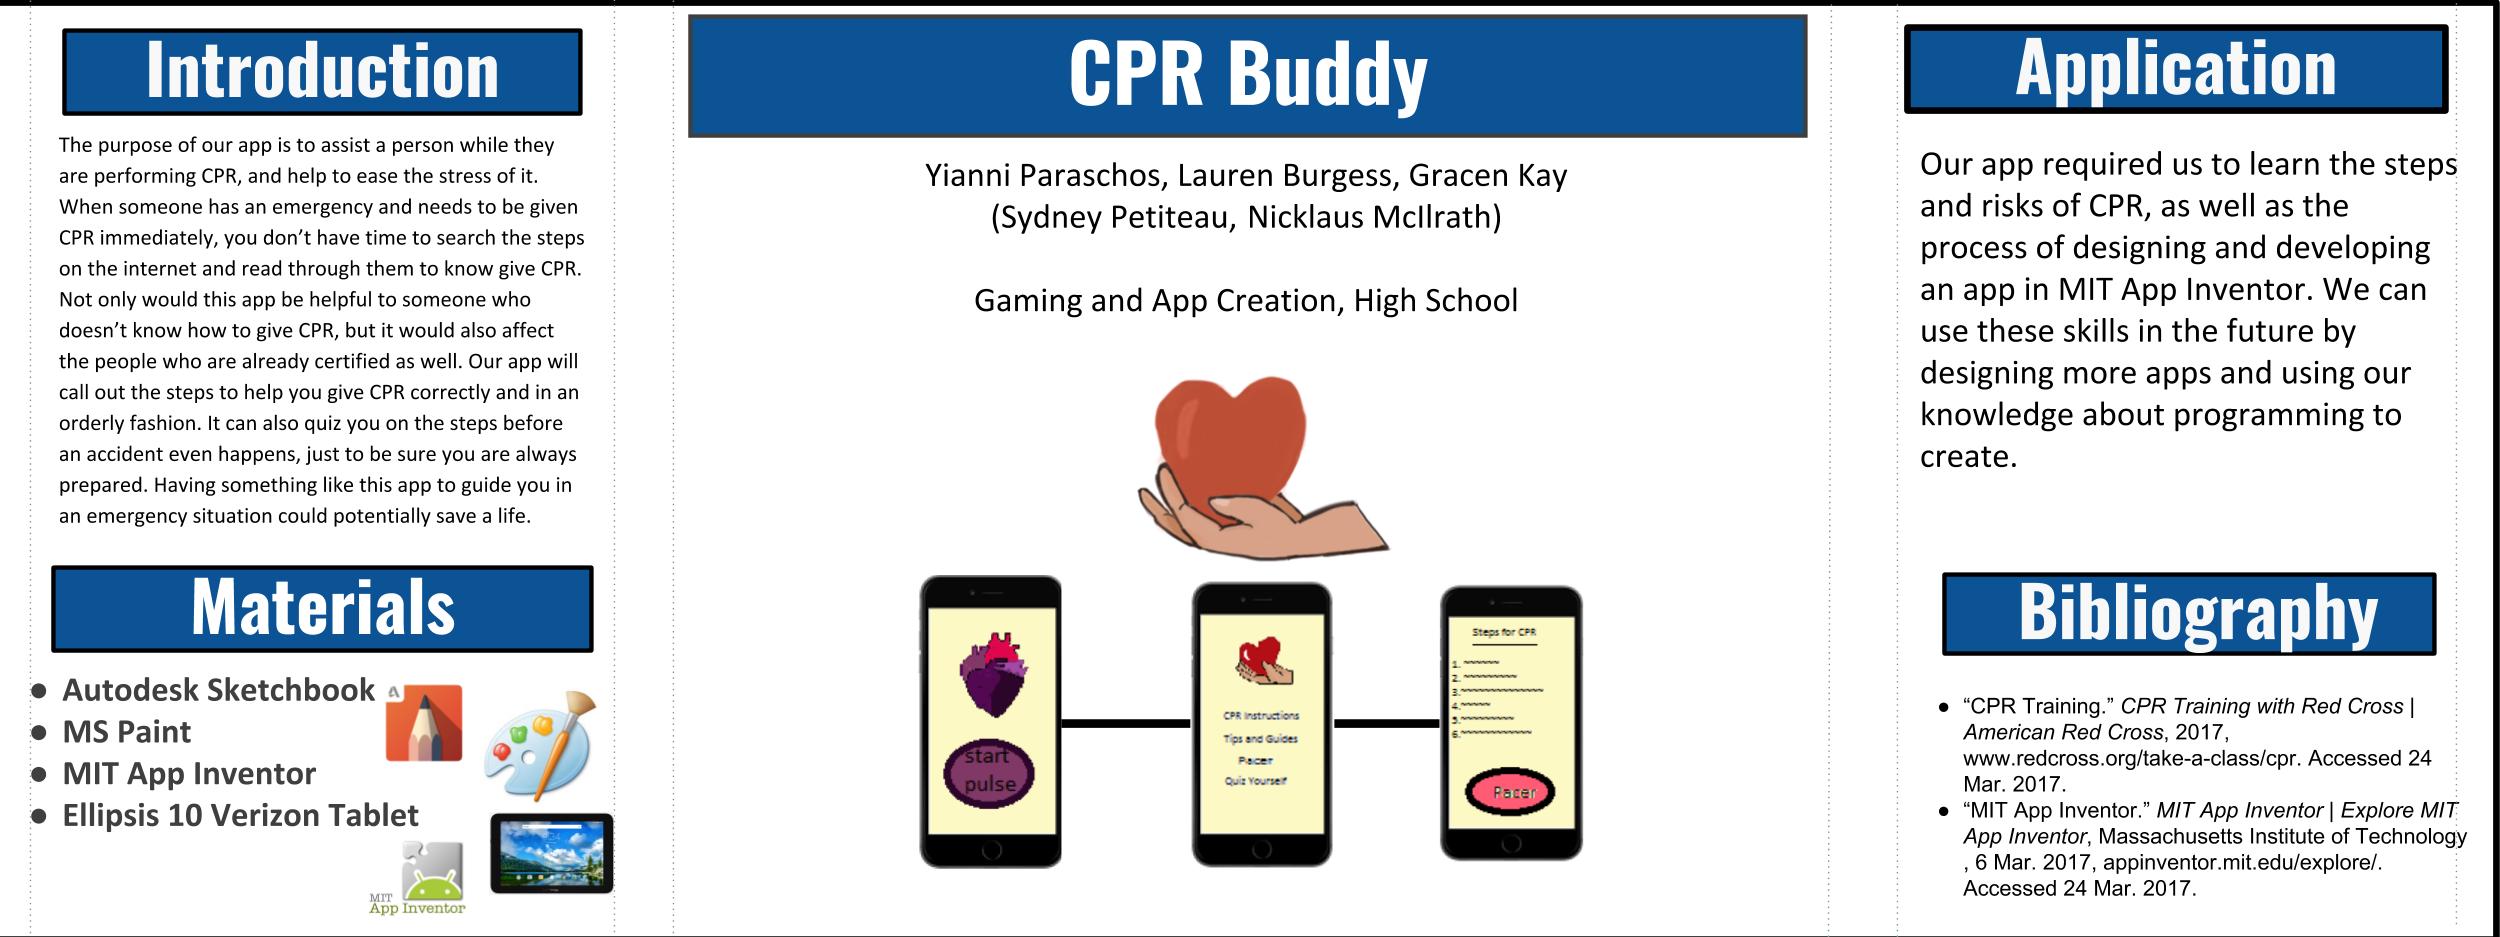 Introduction
The purpose of our app is to assist a person while they
are performing CPR, and help to ease the stress of it.
When someone has an emergency and needs to be given
CPR immediately, you don’t have time to search the steps
on the internet and read through them to know give CPR.
Not only would this app be helpful to someone who
doesn’t know how to give CPR, but it would also affect
the people who are already certified as well. Our app will
call out the steps to help you give CPR correctly and in an
orderly fashion. It can also quiz you on the steps before
an accident even happens, just to be sure you are always
prepared. Having something like this app to guide you in
an emergency situation could potentially save a life.
Materials
● Autodesk Sketchbook
● MS Paint
● MIT App Inventor
● Ellipsis 10 Verizon Tablet
A
MIT
App Inventor
CPR Buddy
Yianni Paraschos, Lauren Burgess, Gracen Kay
(Sydney Petiteau, Nicklaus McIlrath)
Gaming and App Creation, High School
start
pulse
CPR Instructions
Tips and Guides
Pacer
Quiz Yourself
Steps for CPR
1. ~~~~~~
2. ~~~~~~~~~
3.~~~~~~~~~~~~~~
4.~~~~~
5.~~~~~~~~~
6.~~~~~~~~~~~~
Pacer
Application
Our app required us to learn the steps
and risks of CPR, as well as the
process of designing and developing
an app in MIT App Inventor. We can
use these skills in the future by
designing more apps and using our
knowledge about programming to
create.
Bibliography
● “CPR Training.” CPR Training with Red Cross |
American Red Cross, 2017,
www.redcross.org/take-a-class/cpr. Accessed 24
Mar. 2017.
● “MIT App Inventor.” MIT App Inventor | Explore MIT
App Inventor, Massachusetts Institute of Technology
, 6 Mar. 2017, appinventor.mit.edu/explore/.
Accessed 24 Mar. 2017.